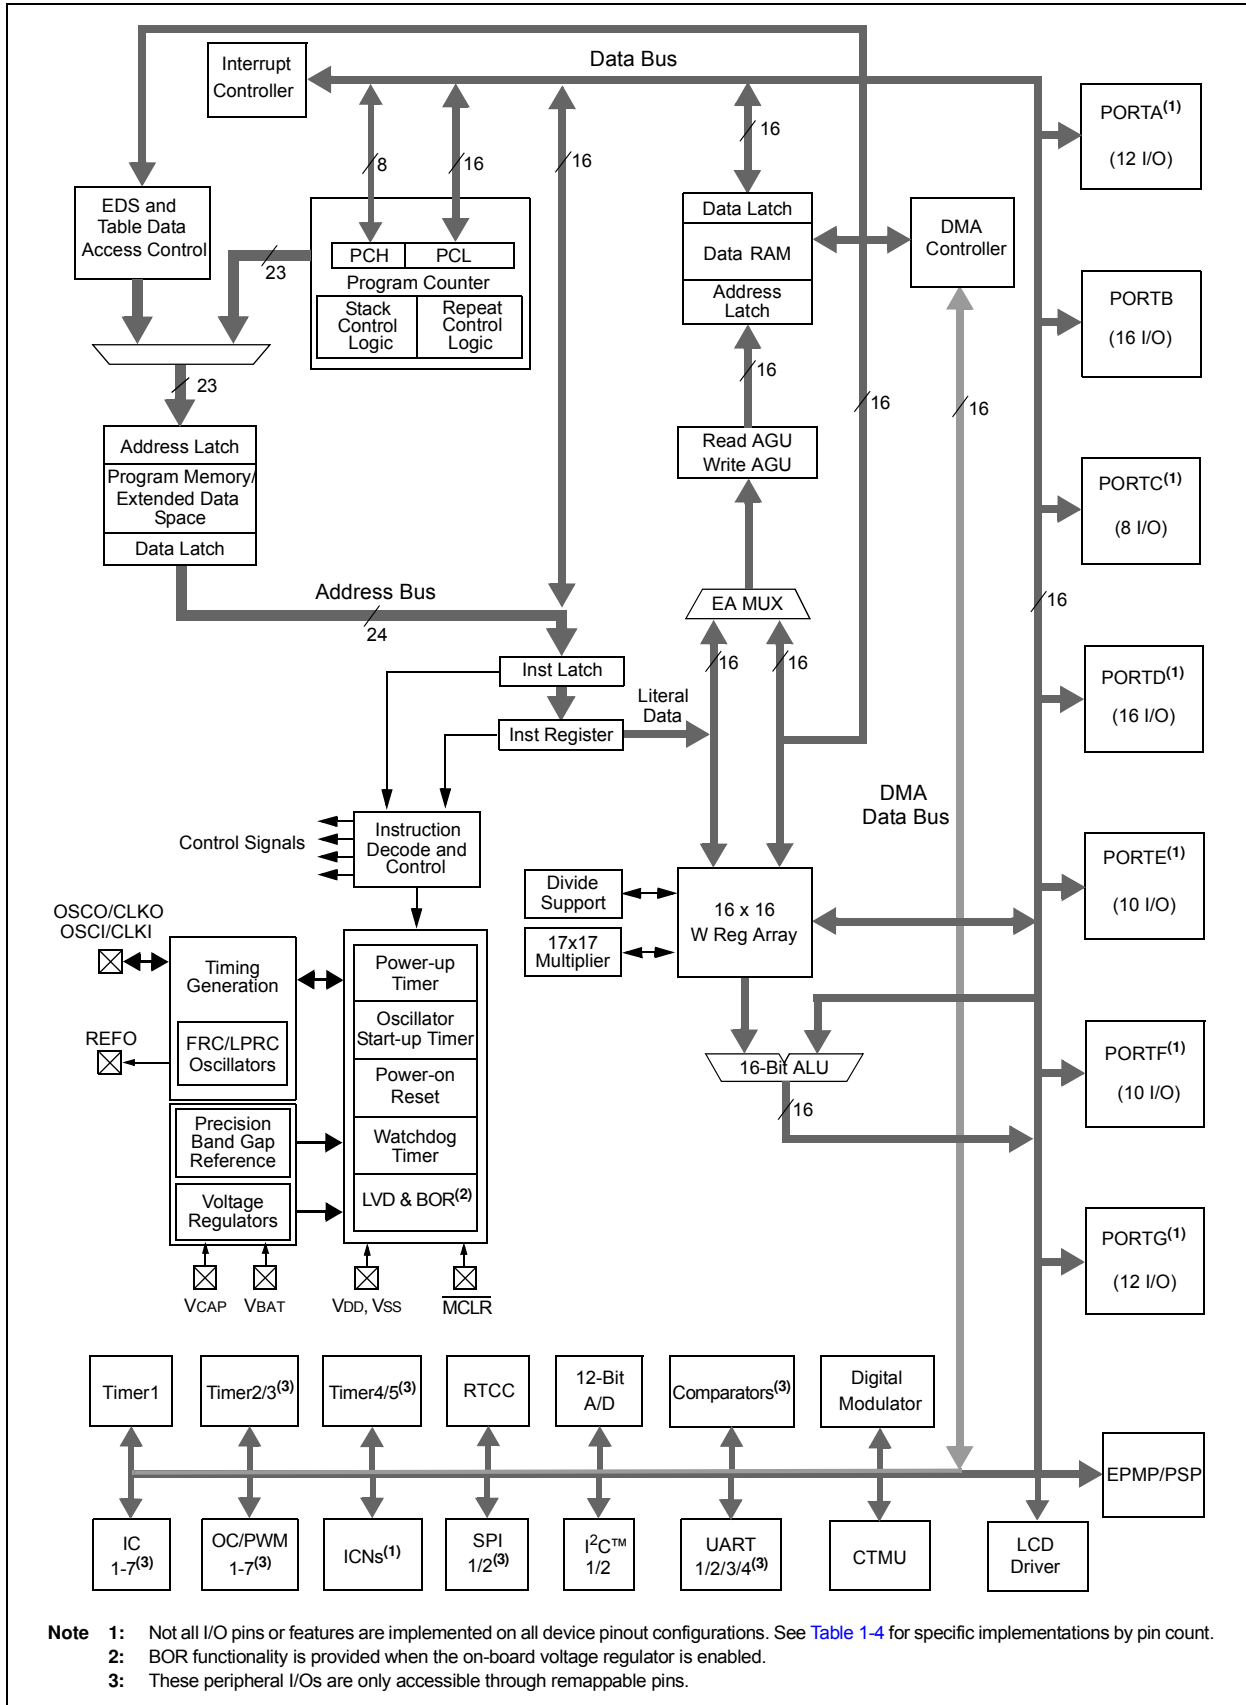 Data Bus
Interrupt
Controller
8
16
16
16
PORTA(1)
(12 I/O)
EDS and
Table Data
Access Control
23
PCH
PCL
Program Counter
Stack
Control
Logic
Repeat
Control
Logic
Data Latch
Data RAM
Address
Latch
DMA
Controller
PORTB
(16 I/O)
23
16
16
16
Address Latch
Program Memory/
Extended Data
Space
Data Latch
Read AGU
Write AGU
PORTC(1)
(8 I/O)
Address Bus
24
EA MUX
16
16
16
Inst Latch
Inst Register
Literal
Data
PORTD(1)
(16 I/O)
DMA
Data Bus
Control Signals
Instruction
Decode and
Control
Divide
Support
17x17
Multiplier
16 x 16
W Reg Array
PORTE(1)
(10 I/O)
OSCO/CLKO
OSCI/CLKI
Timing
Generation
REFO
FRC/LPRC
Oscillators
Precision
Band Gap
Reference
Voltage
Regulators
Power-up
Timer
Oscillator
Start-up Timer
Power-on
Reset
Watchdog
Timer
LVD & BOR(2)
16-Bit ALU
16
PORTF(1)
(10 I/O)
PORTG(1)
(12 I/O)
VCAP
VBAT
VDD, VSS
MCLR
Timer1
Timer2/3(3)
Timer4/5(3)
RTCC
12-Bit
A/D
Comparators(3)
Digital
Modulator
EPMP/PSP
IC
1-7(3)
OC/PWM
1-7(3)
ICNs(1)
SPI
1/2(3)
I2C™
1/2
UART
1/2/3/4(3)
CTMU
LCD
Driver
Note 1: Not all I/O pins or features are implemented on all device pinout configurations. See Table 1-4 for specific implementations by pin count.
2: BOR functionality is provided when the on-board voltage regulator is enabled.
3: These peripheral I/Os are only accessible through remappable pins.